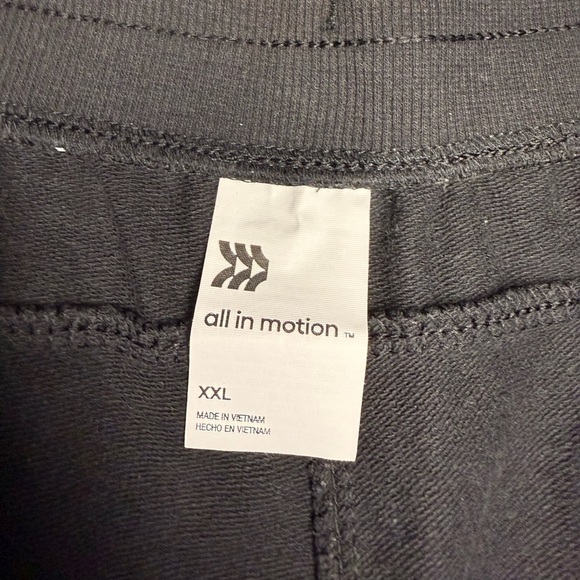 all in motion ™
XXL
MADE IN VIETNAM
HECHO EN VIETNAM